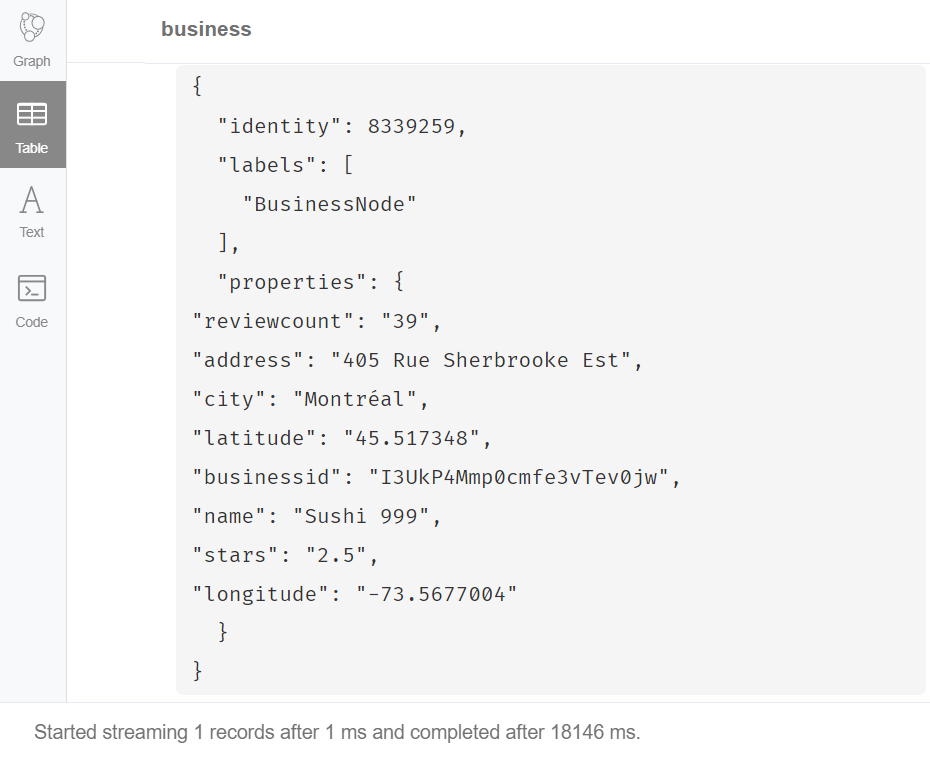 Graph
Table
Text
Code
business
{
  "identity": 8339259,
  "labels": [
    "BusinessNode"
  ],
  "properties": {
"reviewcount": "39",
"address": "405 Rue Sherbrooke Est",
"city": "Montréal",
"latitude": "45.517348",
"businessid": "I3UkP4Mmp0cmfe3vTev0jw",
"name": "Sushi 999",
"stars": "2.5",
"longitude": "-73.5677004"
  }
}
Started streaming 1 records after 1 ms and completed after 18146 ms.